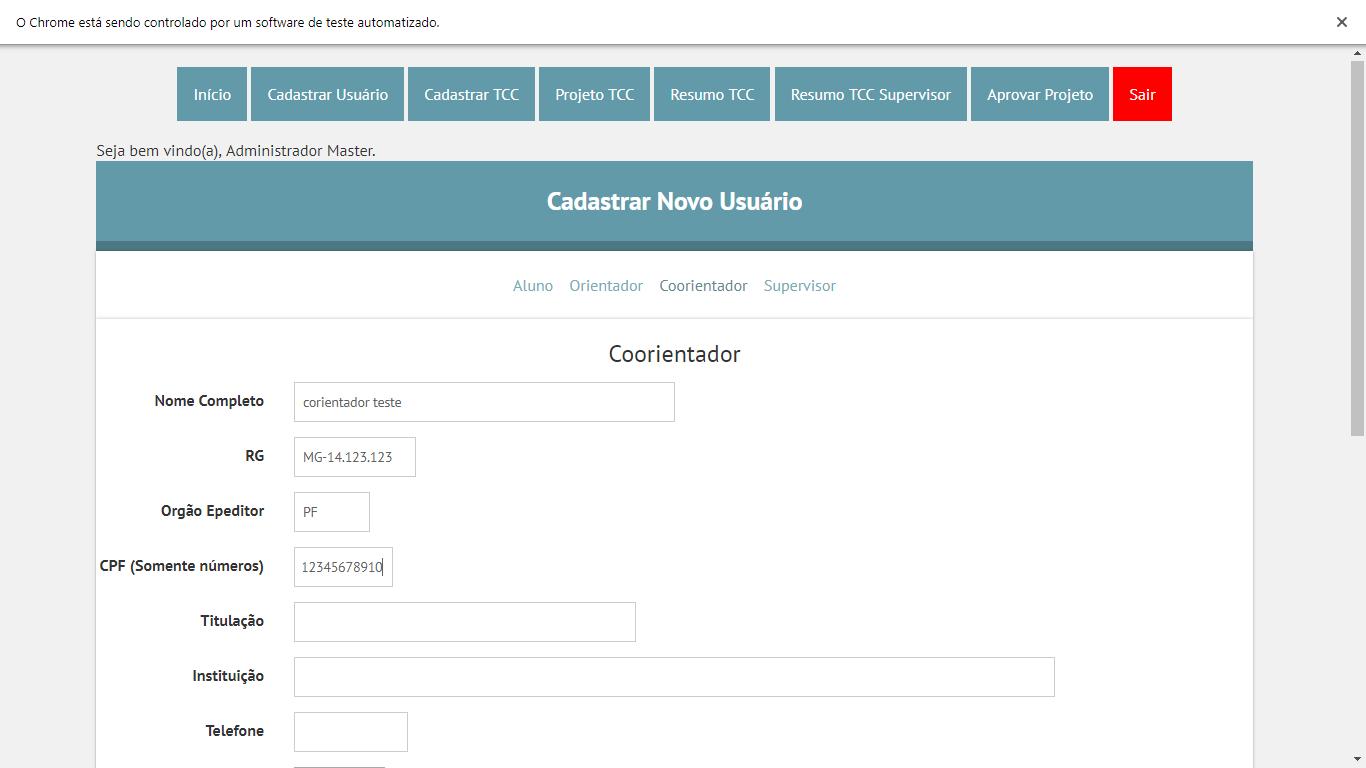 O Chrome está sendo controlado por um software de teste automatizado.
Início Cadastrar Usuário Cadastrar TCC Projeto TCC Resumo TCC Resumo TCC Supervisor Aprovar Projeto Sair
Seja bem vindo(a), Administrador Master.
Cadastrar Novo Usuário
Aluno Orientador Coorientador Supervisor
Coorientador
Nome Completo corientador teste
RG MG-14.123.123
Orgão Epeditor PF
CPF (Somente números) 12345678910
Titulação
Instituição
Telefone